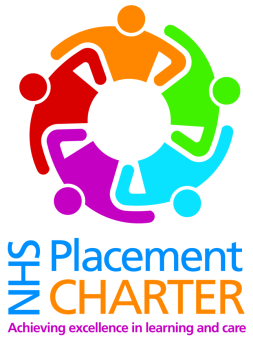 NHS
Placement
CHARTER
Achieving excellence in learning and care